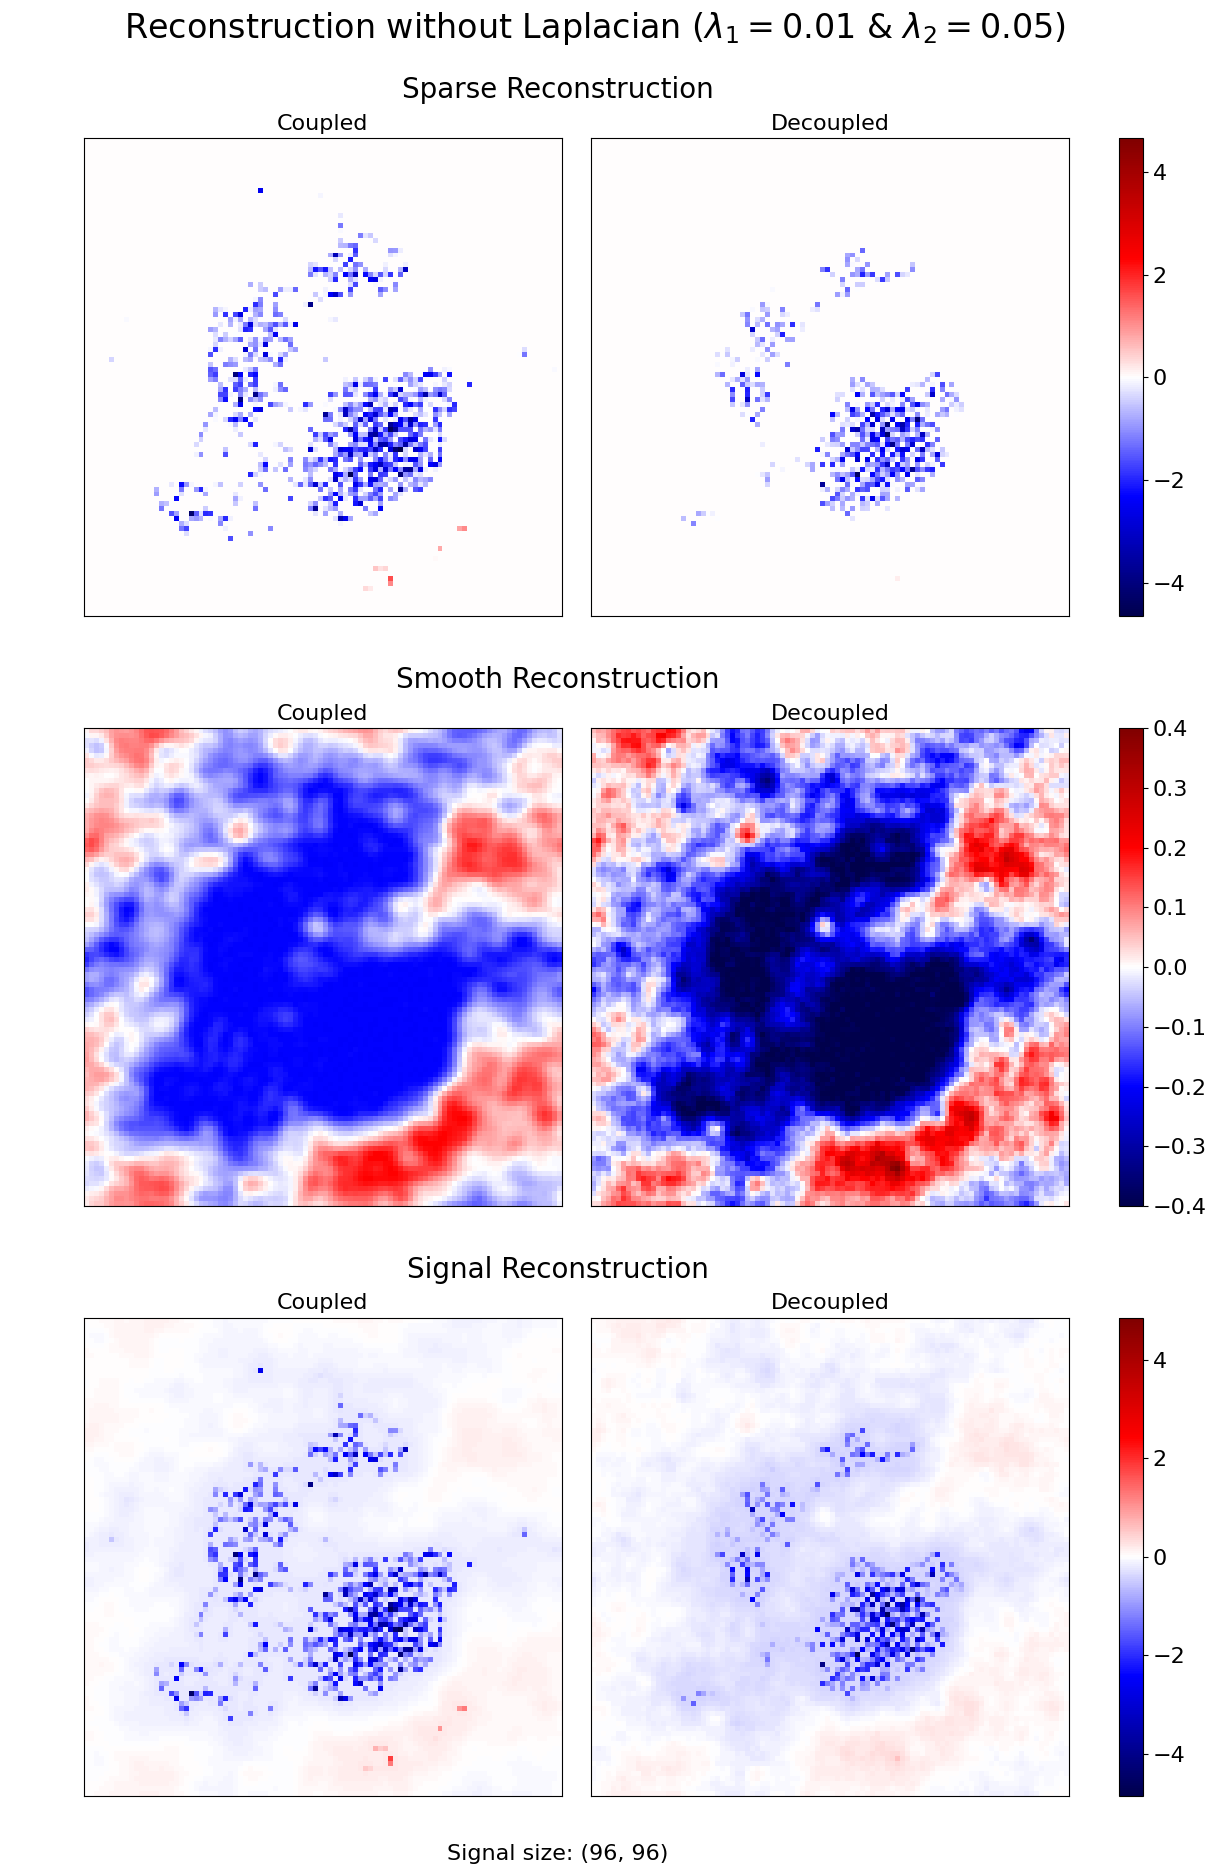 Reconstruction without Laplacian (λ₁ = 0.01 & λ₂ = 0.05)
Sparse Reconstruction
Coupled
Decoupled
4
2
0
−2
−4
Smooth Reconstruction
Coupled
Decoupled
0.4
0.3
0.2
0.1
0.0
−0.1
−0.2
−0.3
−0.4
Signal Reconstruction
Coupled
Decoupled
4
2
0
−2
−4
Signal size: (96, 96)